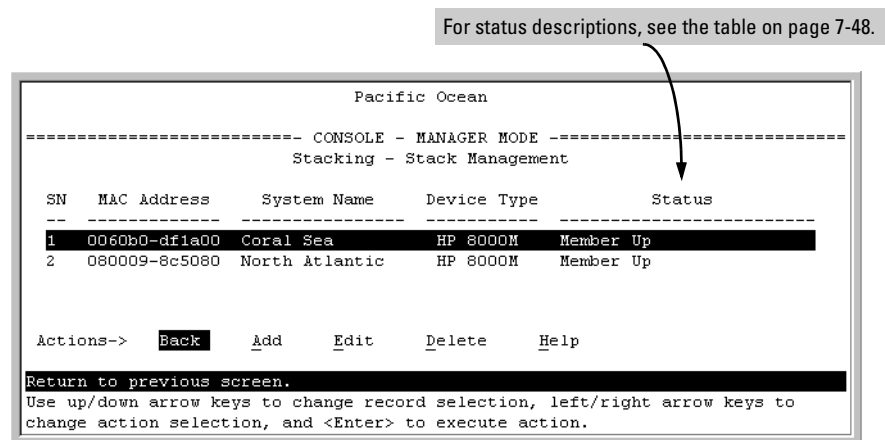 For status descriptions, see the table on page 7-48.
Pacific Ocean
==========================- CONSOLE - MANAGER MODE -============================
Stacking - Stack Management
SN MAC Address System Name Device Type Status
-- ------------- ---------------- ----------- -------------------------
1 0060b0-df1a00 Coral Sea HP 8000M Member Up
2 080009-8c5080 North Atlantic HP 8000M Member Up
Actions-> Back Add Edit Delete Help
Return to previous screen.
Use up/down arrow keys to change record selection, left/right arrow keys to
change action selection, and <Enter> to execute action.